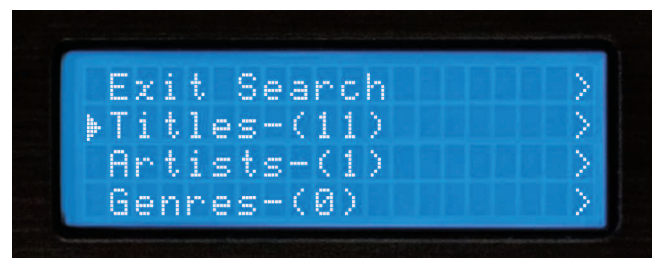 Exit Search >
▶Titles-(11) >
Artists-(1) >
Genres-(0) >